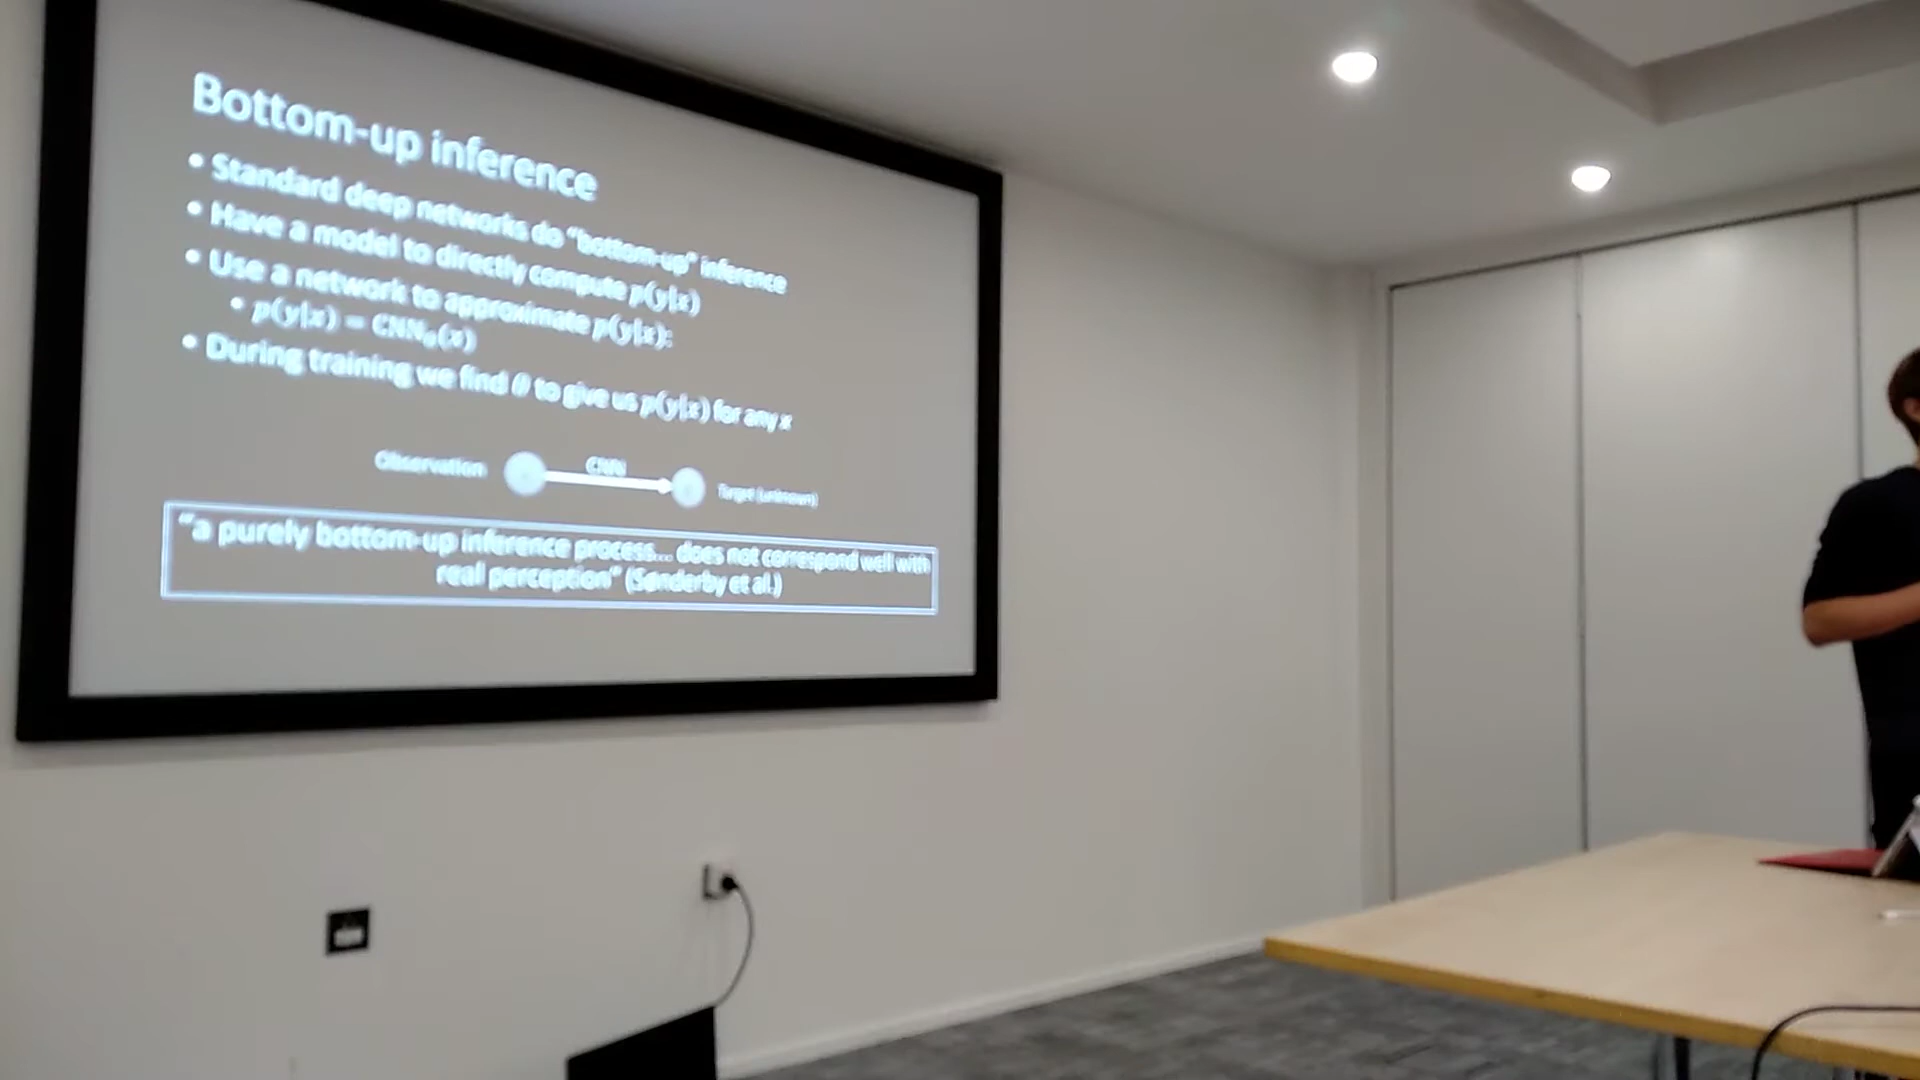 Bottom-up inference
• Standard deep networks do “bottom-up” inference
• Have a model to directly compute p(y|x)
• Use a network to approximate p(y|x):
• p(y|x) = CNN_θ(x)
• During training we find θ to give us p(y|x) for any x
Observation CNN Target (unknown)
“a purely bottom-up inference process... does not correspond well with
real perception” (Sønderby et al.)